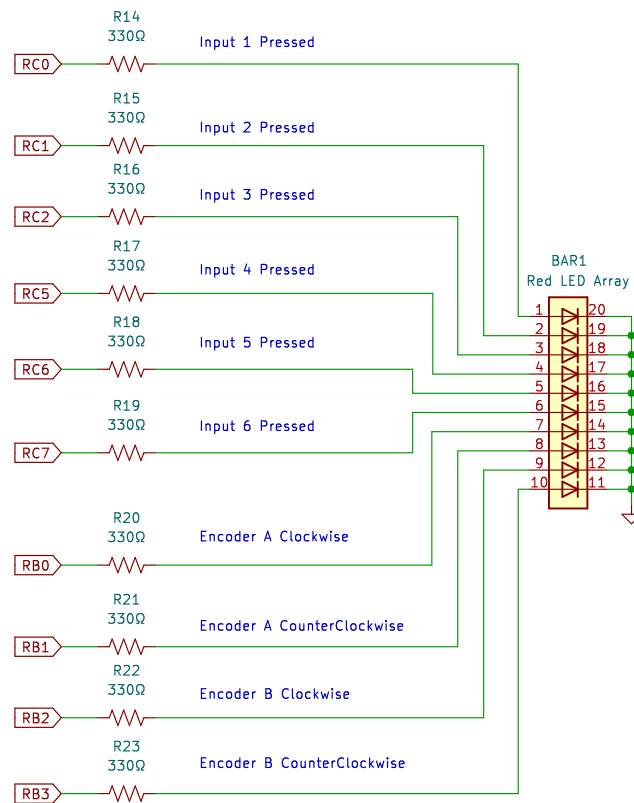 R14
330Ω
Input 1 Pressed
RC0
R15
330Ω
Input 2 Pressed
RC1
R16
330Ω
Input 3 Pressed
RC2
R17
330Ω
Input 4 Pressed
RC5
R18
330Ω
Input 5 Pressed
RC6
R19
330Ω
Input 6 Pressed
RC7
R20
330Ω
Encoder A Clockwise
RB0
R21
330Ω
Encoder A CounterClockwise
RB1
R22
330Ω
Encoder B Clockwise
RB2
R23
330Ω
Encoder B CounterClockwise
RB3
BAR1
Red LED Array
1 20
2 19
3 18
4 17
5 16
6 15
7 14
8 13
9 12
10 11